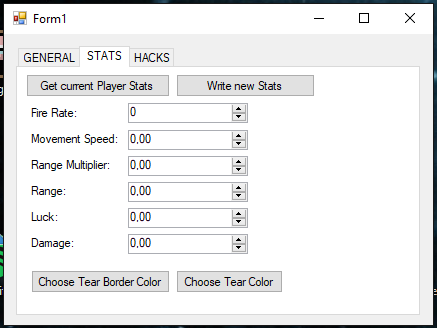 Form1
GENERAL STATS HACKS
Get current Player Stats Write new Stats
Fire Rate: 0
Movement Speed: 0,00
Range Multiplier: 0,00
Range: 0,00
Luck: 0,00
Damage: 0,00
Choose Tear Border Color Choose Tear Color